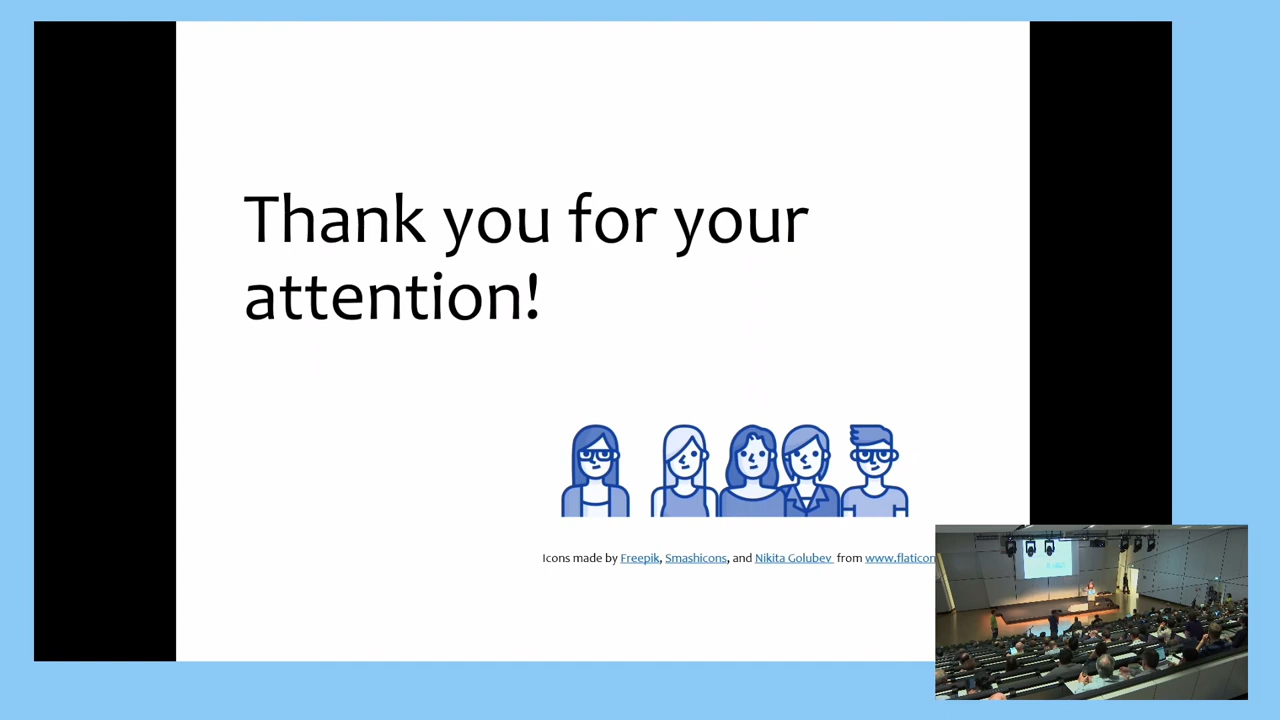 Thank you for your
attention!
Icons made by Freepik, Smashicons, and Nikita Golubev from www.flaticon